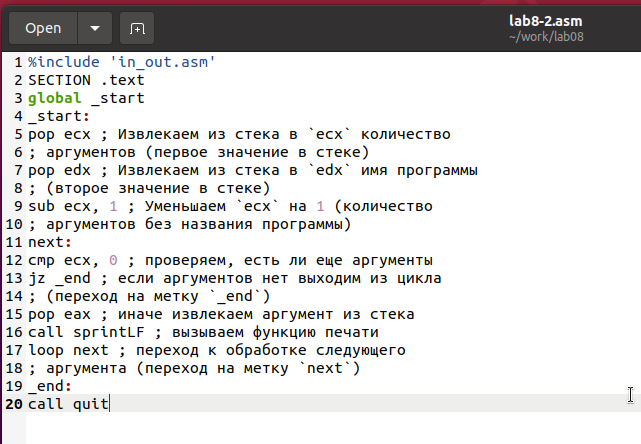 Open
lab8-2.asm
~/work/lab08
1 %include 'in_out.asm'
2 SECTION .text
3 global _start
4 _start:
5 pop ecx ; Извлекаем из стека в `ecx` количество
6 ; аргументов (первое значение в стеке)
7 pop edx ; Извлекаем из стека в `edx` имя программы
8 ; (второе значение в стеке)
9 sub ecx, 1 ; Уменьшаем `ecx` на 1 (количество
10 ; аргументов без названия программы)
11 next:
12 cmp ecx, 0 ; проверяем, есть ли еще аргументы
13 jz _end ; если аргументов нет выходим из цикла
14 ; (переход на метку `_end`)
15 pop eax ; иначе извлекаем аргумент из стека
16 call sprintLF ; вызываем функцию печати
17 loop next ; переход к обработке следующего
18 ; аргумента (переход на метку `next`)
19 _end:
20 call quit